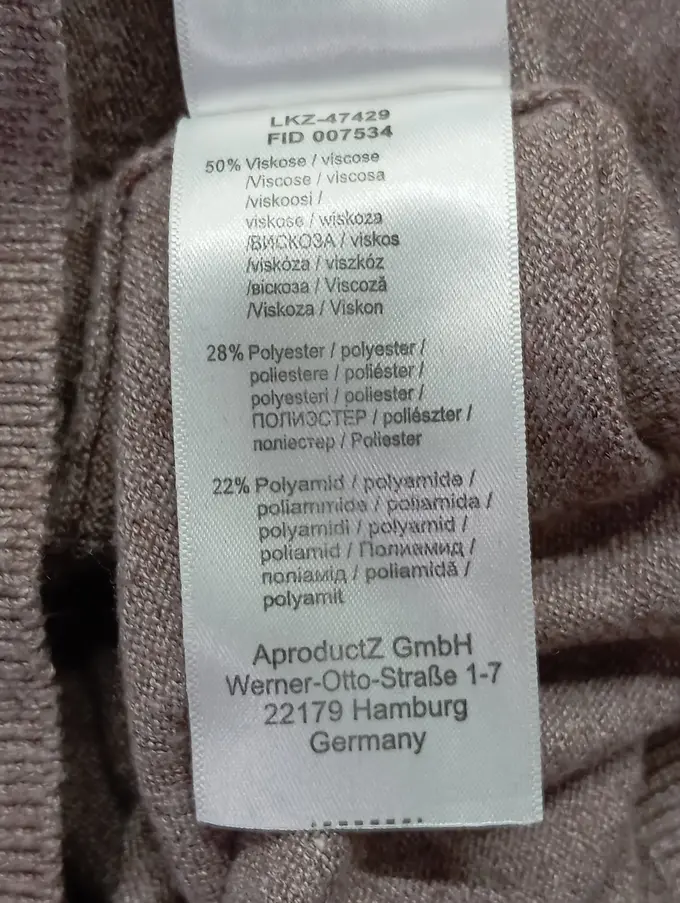 LKZ-47429
FID 007534
50% Viskose / viscose
/Viscose / viscosa
/viskoosi /
viskose / wiskoza
/ВИСКОЗА / viskos
/viskóza / viszkóz
/віскоза / Viscoză
/Viskoza / Viskon
28% Polyester / polyester /
poliestere / poliéster /
polyesteri / poliester /
ПОЛИЭСТЕР / poliészter /
поліестер / Poliester
22% Polyamid / polyamide /
poliammide / poliamida /
polyamidi / polyamid /
poliamid / Полиамид /
поліамід / poliamidă /
polyamit
AproductZ GmbH
Werner-Otto-Straße 1-7
22179 Hamburg
Germany